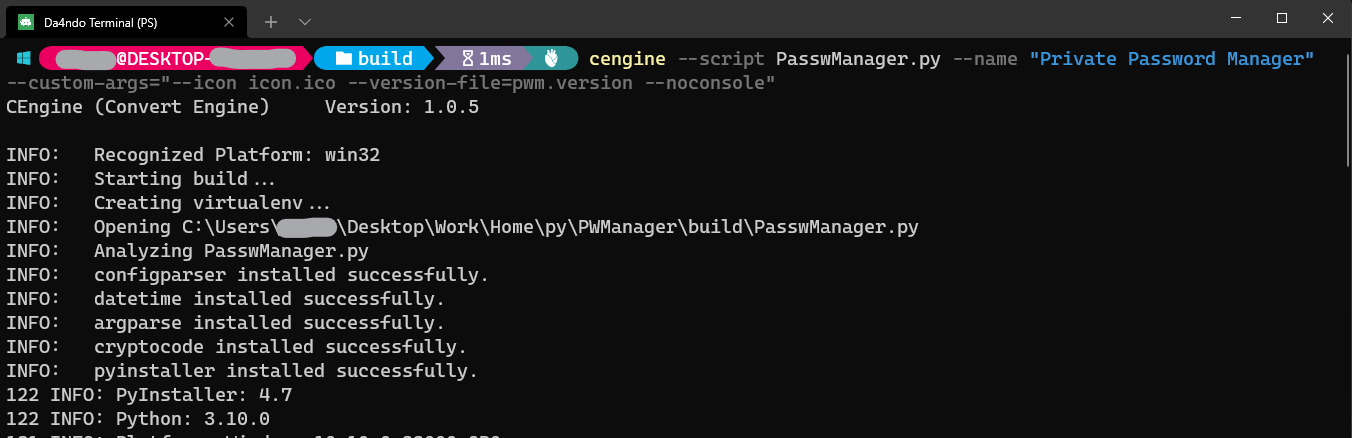 Da4ndo Terminal (PS)
@DESKTOP- build 1ms cengine --script PasswManager.py --name "Private Password Manager"
--custom-args="--icon icon.ico --version-file=pwm.version --noconsole"
CEngine (Convert Engine) Version: 1.0.5
INFO: Recognized Platform: win32
INFO: Starting build...
INFO: Creating virtualenv...
INFO: Opening C:\Users\ \Desktop\Work\Home\py\PWManager\build\PasswManager.py
INFO: Analyzing PasswManager.py
INFO: configparser installed successfully.
INFO: datetime installed successfully.
INFO: argparse installed successfully.
INFO: cryptocode installed successfully.
INFO: pyinstaller installed successfully.
122 INFO: PyInstaller: 4.7
122 INFO: Python: 3.10.0